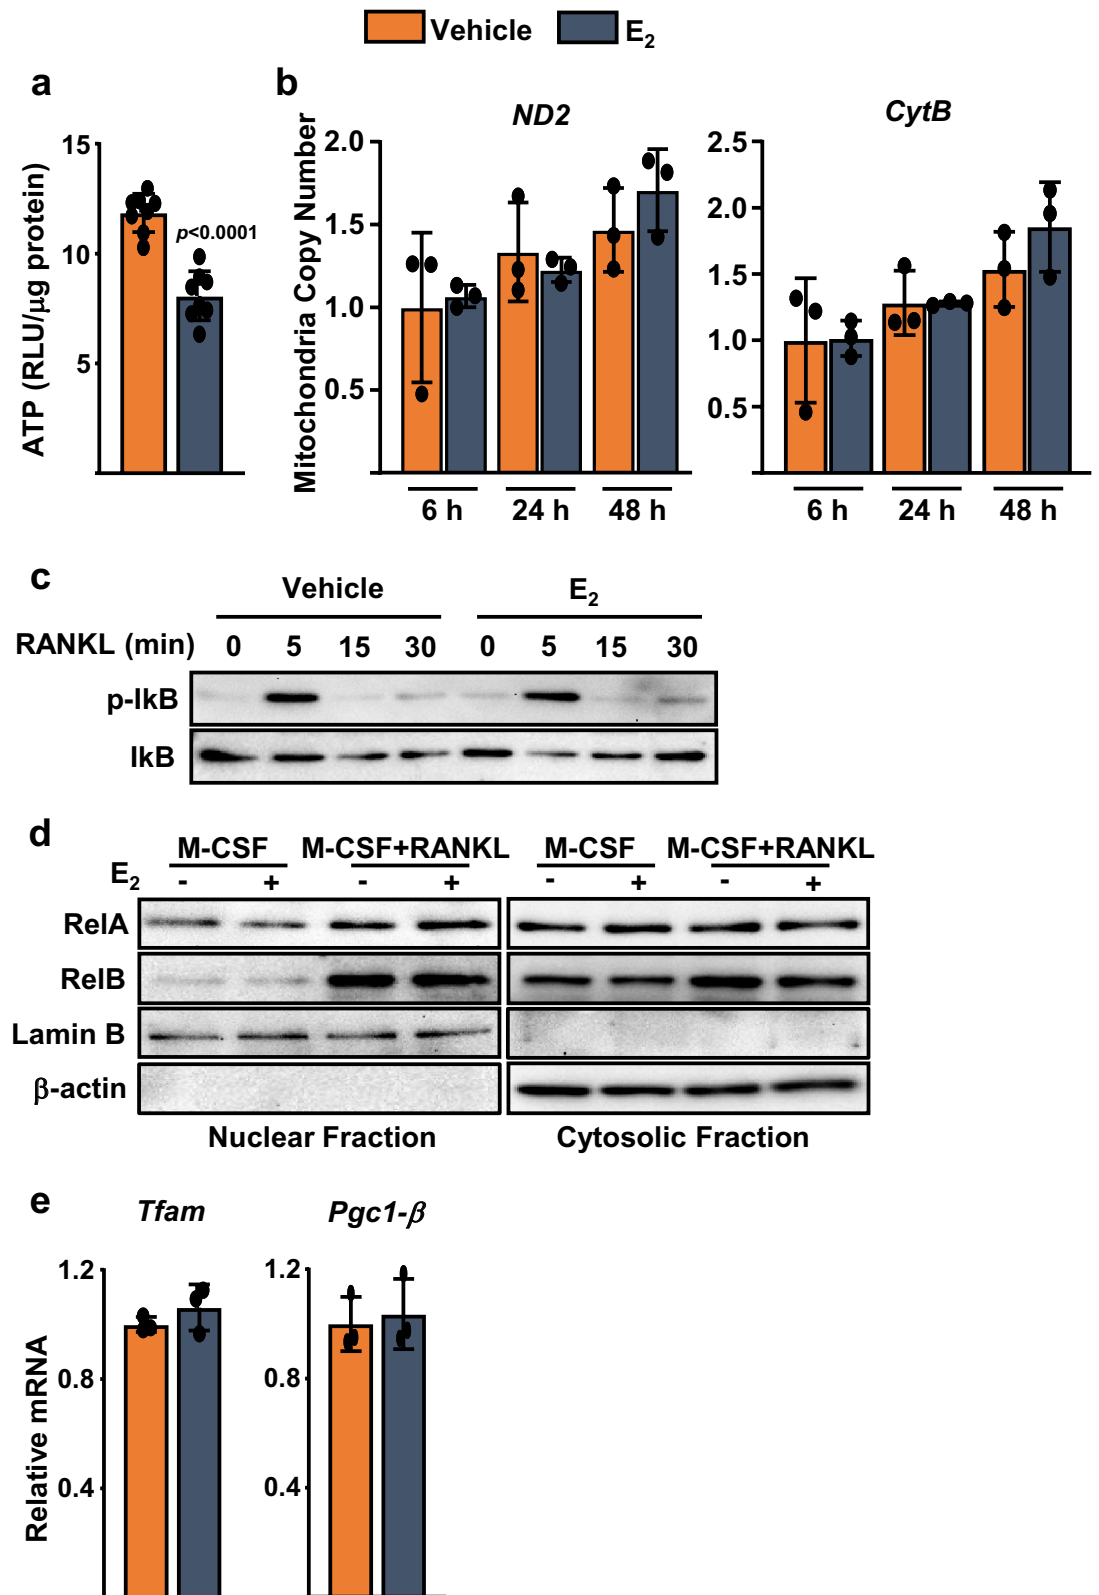 Vehicle E₂
a
ATP (RLU/μg protein)
15
10
5
p<0.0001
b
Mitochondria Copy Number
ND2
2.0
1.5
1.0
0.5
6 h 24 h 48 h
CytB
2.5
2.0
1.5
1.0
0.5
6 h 24 h 48 h
c
Vehicle E₂
RANKL (min) 0 5 15 30 0 5 15 30
p-IkB
IkB
d
M-CSF M-CSF+RANKL M-CSF M-CSF+RANKL
E₂ - + - + - + - +
RelA
RelB
Lamin B
β-actin
Nuclear Fraction Cytosolic Fraction
e
Relative mRNA
Tfam
1.2
0.8
0.4
Pgc1-β
1.2
0.8
0.4